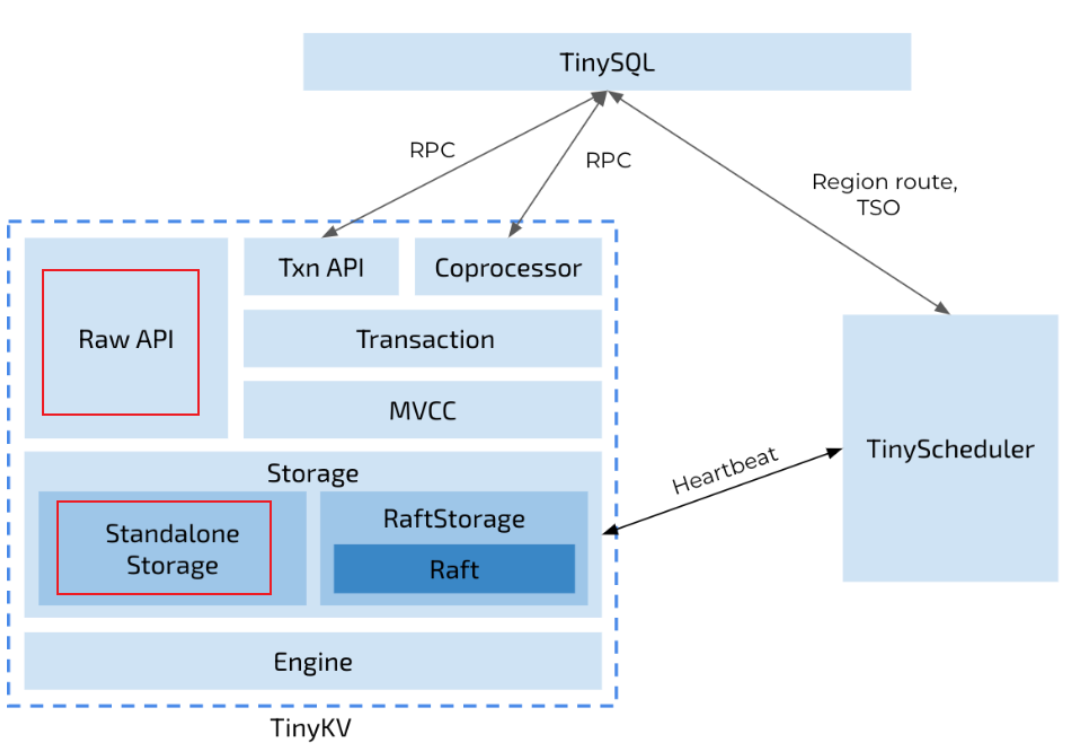 TinySQL
RPC
RPC
Region route,
TSO
Txn API
Coprocessor
Raw API
Transaction
MVCC
TinyScheduler
Heartbeat
Storage
Standalone
Storage
RaftStorage
Raft
Engine
TinyKV